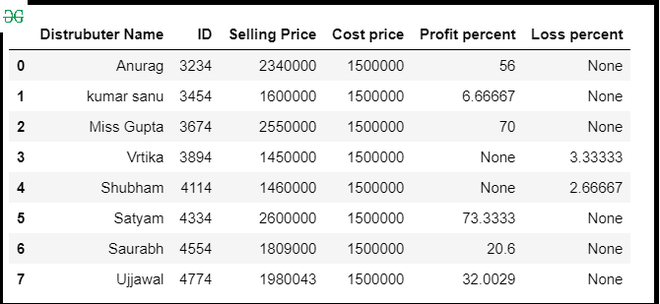 Distrubuter Name ID Selling Price Cost price Profit percent Loss percent
0 Anurag 3234 2340000 1500000 56 None
1 kumar sanu 3454 1600000 1500000 6.66667 None
2 Miss Gupta 3674 2550000 1500000 70 None
3 Vrtika 3894 1450000 1500000 None 3.33333
4 Shubham 4114 1460000 1500000 None 2.66667
5 Satyam 4334 2600000 1500000 73.3333 None
6 Saurabh 4554 1809000 1500000 20.6 None
7 Ujjawal 4774 1980043 1500000 32.0029 None